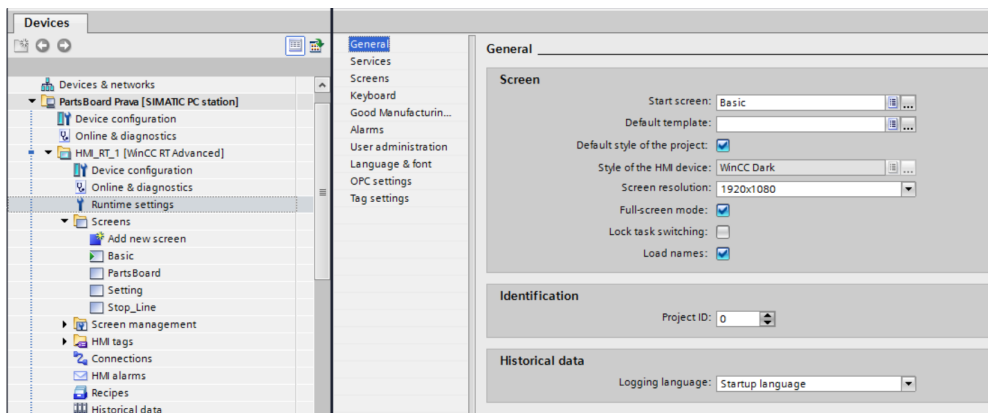 Devices
Devices & networks
PartsBoard Prava [SIMATIC PC station]
Device configuration
Online & diagnostics
HMI_RT_1 [WinCC RT Advanced]
Device configuration
Online & diagnostics
Runtime settings
Screens
Add new screen
Basic
PartsBoard
Setting
Stop_Line
Screen management
HMI tags
Connections
HMI alarms
Recipes
Historical data
General
Services
Screens
Keyboard
Good Manufacturin...
Alarms
User administration
Language & font
OPC settings
Tag settings
General
Screen
Start screen: Basic
Default template:
Default style of the project:
Style of the HMI device: WinCC Dark
Screen resolution: 1920x1080
Full-screen mode:
Lock task switching:
Load names:
Identification
Project ID: 0
Historical data
Logging language: Startup language